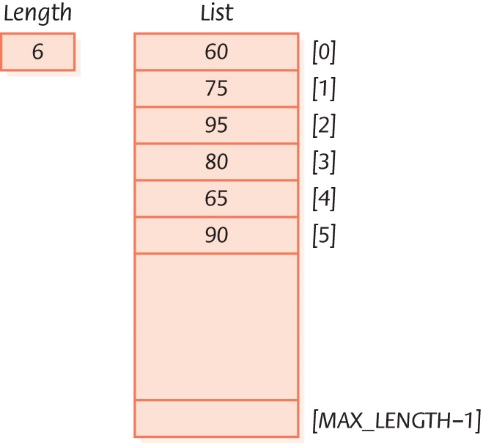 Length List
6 60 [0]
75 [1]
95 [2]
80 [3]
65 [4]
90 [5]
[MAX_LENGTH-1]